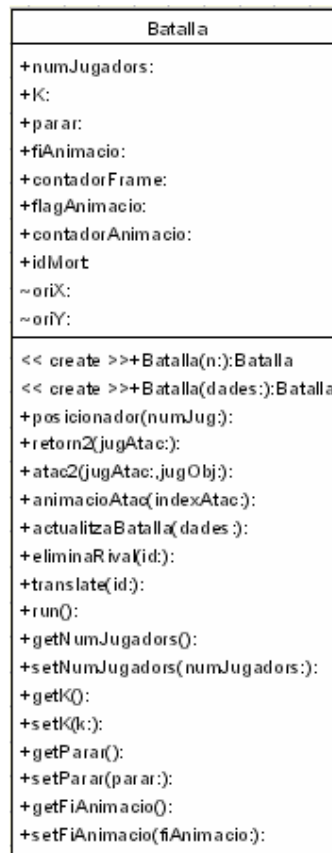 Batalla
+numJugadors:
+K:
+parar:
+fiAnimacio:
+contadorFrame:
+flagAnimacio:
+contadorAnimacio:
+idMort
~oriX:
~oriY:
<< create >>+Batalla(n:):Batalla
<< create >>+Batalla(dades:):Batalla
+posicionador(numJug:):
+retorn2(jugAtac:):
+atac2(jugAtac:,jugObj:):
+animacioAtac(indexAtac:):
+actualitzaBatalla(dades:):
+eliminaRival(id:):
+translate(id:):
+run():
+getNumJugadors():
+setNumJugadors(numJugadors:):
+getK():
+setK(k:):
+getParar():
+setParar(parar:):
+getFiAnimacio():
+setFiAnimacio(fiAnimacio:):